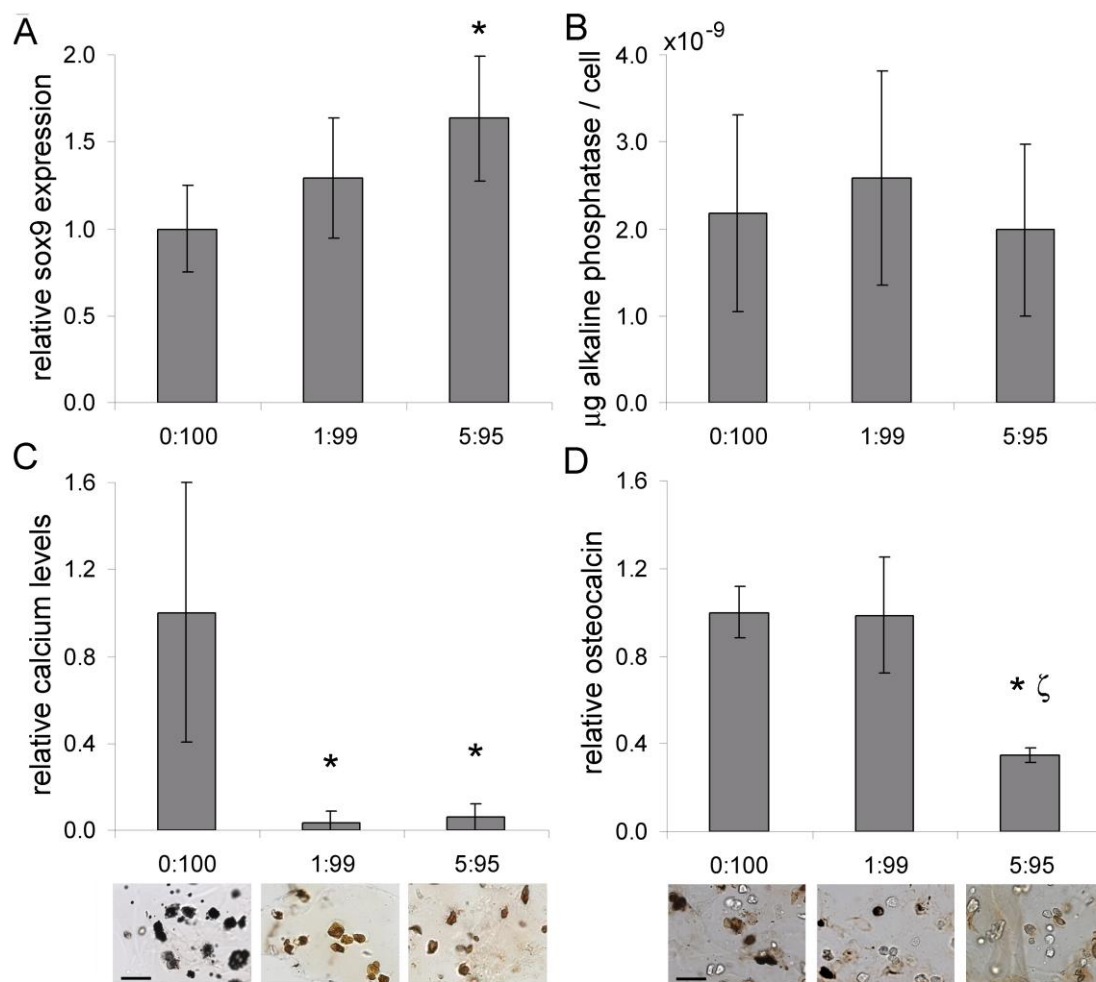 A
*
relative sox9 expression
2.0
1.5
1.0
0.5
0.0
0:100 1:99 5:95
B
x10-9
µg alkaline phosphatase / cell
4.0
3.0
2.0
1.0
0.0
0:100 1:99 5:95
C
relative calcium levels
1.6
1.2
0.8
0.4
0.0
* *
0:100 1:99 5:95
D
relative osteocalcin
1.6
1.2
0.8
0.4
0.0
* ζ
0:100 1:99 5:95